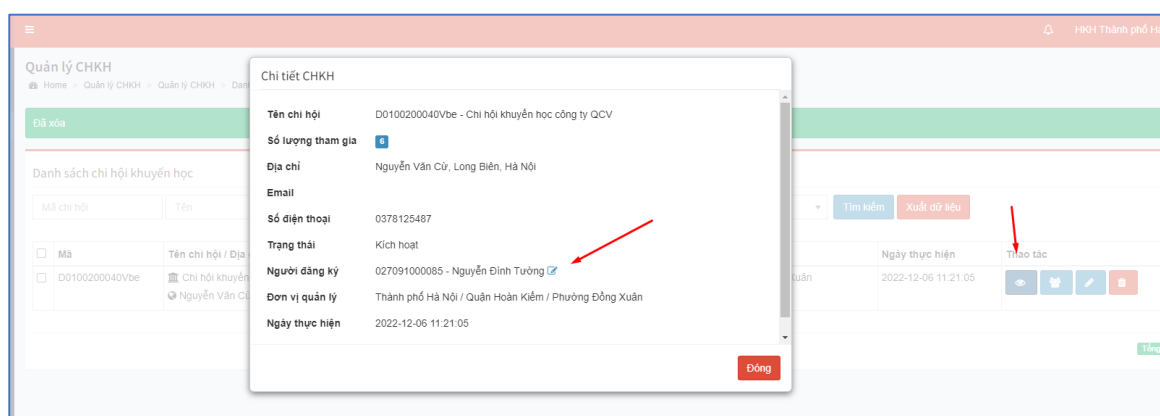 HKH Thành phố Hà
Quản lý CHKH
Home > Quản lý CHKH > Quản lý CHKH > Dan
Đã xóa
Danh sách chi hội khuyến học
Mã chi hội
Tên
Tìm kiếm
Xuất dữ liệu
Mã
Tên chi hội / Địa
Ngày thực hiện
Thao tác
D0100200040Vbe
Chi hội khuyến
Nguyễn Văn Cừ
Xuân
2022-12-06 11:21:05
Tổng
Chi tiết CHKH
Tên chi hội D0100200040Vbe - Chi hội khuyến học công ty QCV
Số lượng tham gia 6
Địa chỉ Nguyễn Văn Cừ, Long Biên, Hà Nội
Email
Số điện thoại 0378125487
Trạng thái Kích hoạt
Người đăng ký 027091000085 - Nguyễn Đình Tường
Đơn vị quản lý Thành phố Hà Nội / Quận Hoàn Kiếm / Phường Đồng Xuân
Ngày thực hiện 2022-12-06 11:21:05
Đóng